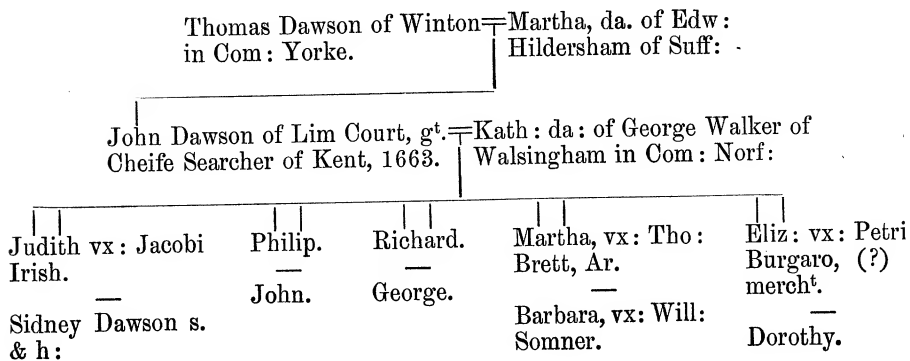 Thomas Dawson of Winton
in Com: Yorke.
Martha, da. of Edw:
Hildersham of Suff:
John Dawson of Lim Court, gᵗ.
Cheife Searcher of Kent, 1663.
Kath: da: of George Walker of
Walsingham in Com: Norf:
Judith vx: Jacobi
Irish.
Sidney Dawson s.
& h:
Philip.
John.
Richard.
George.
Martha, vx: Tho:
Brett, Ar.
Barbara, vx: Will:
Somner.
Eliz: vx: Petri
Burgaro, (?)
merchᵗ.
Dorothy.